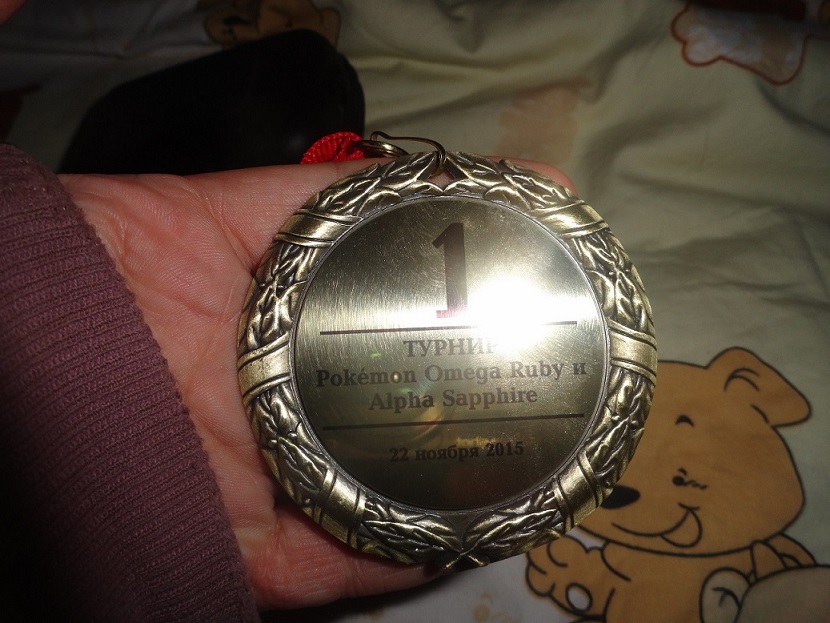 1
ТУРНИР
Pokémon Omega Ruby и
Alpha Sapphire
22 ноября 2015